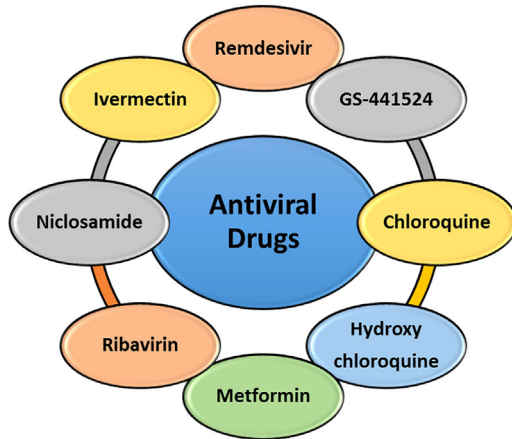 Remdesivir
Ivermectin
GS-441524
Antiviral
Drugs
Niclosamide
Chloroquine
Ribavirin
Hydroxy
chloroquine
Metformin